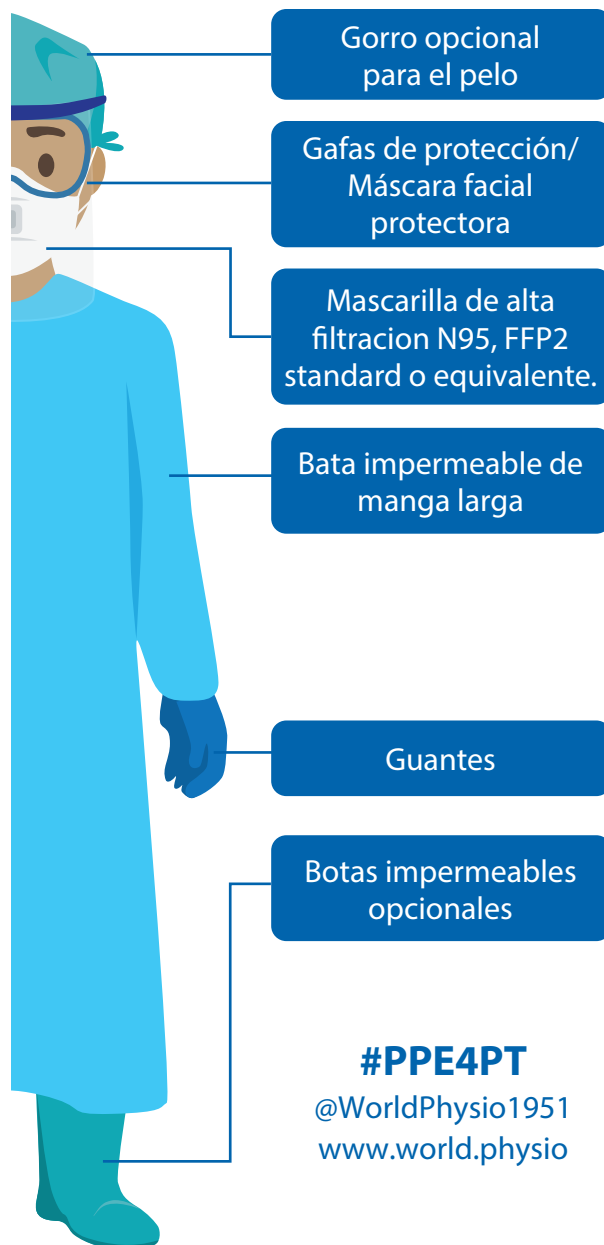 Gorro opcional
para el pelo
Gafas de protección/
Máscara facial
protectora
Mascarilla de alta
filtracion N95, FFP2
standard o equivalente.
Bata impermeable de
manga larga
Guantes
Botas impermeables
opcionales
#PPE4PT
@WorldPhysio1951
www.world.physio